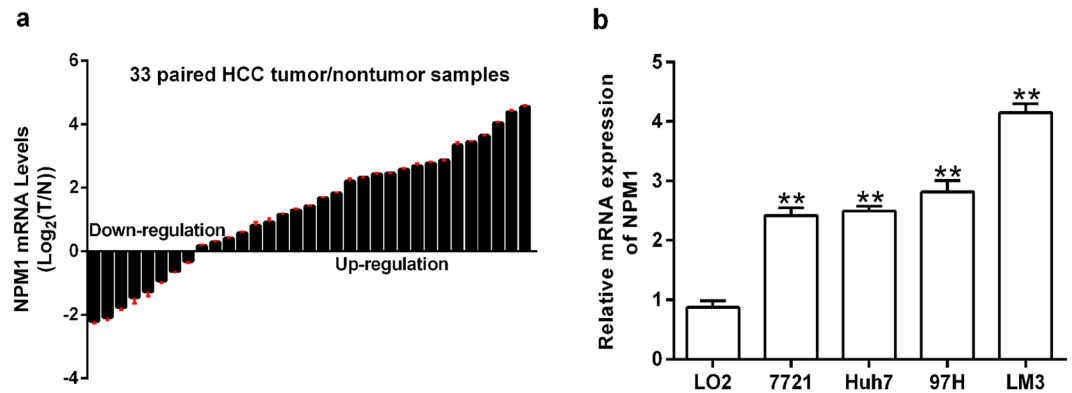 a
33 paired HCC tumor/nontumor samples
NPM1 mRNA Levels
(Log2(T/N))
6
4
2
0
-2
-4
Down-regulation
Up-regulation
b
Relative mRNA expression
of NPM1
5
4
3
2
1
0
**
**
**
**
LO2 7721 Huh7 97H LM3